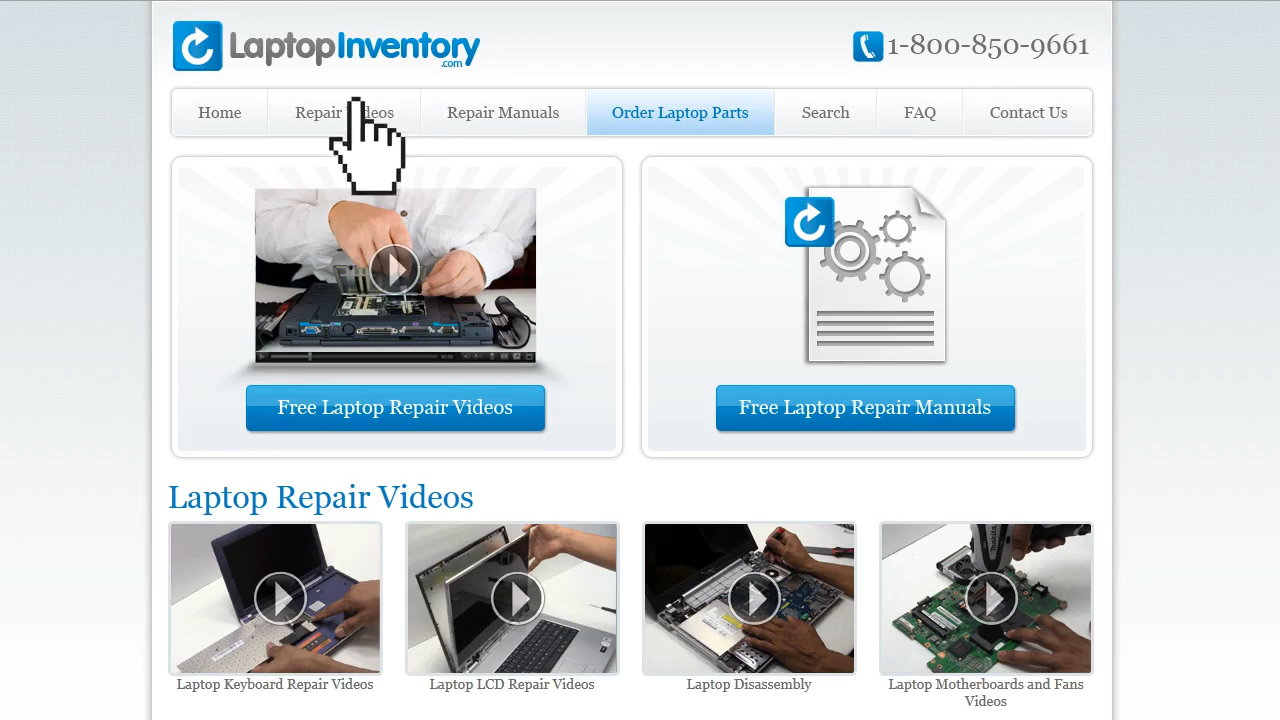 LaptopInventory
.com
1-800-850-9661
Home
Repair Videos
Repair Manuals
Order Laptop Parts
Search
FAQ
Contact Us
Free Laptop Repair Videos
Free Laptop Repair Manuals
Laptop Repair Videos
Laptop Keyboard Repair Videos
Laptop LCD Repair Videos
Laptop Disassembly
Laptop Motherboards and Fans
Videos